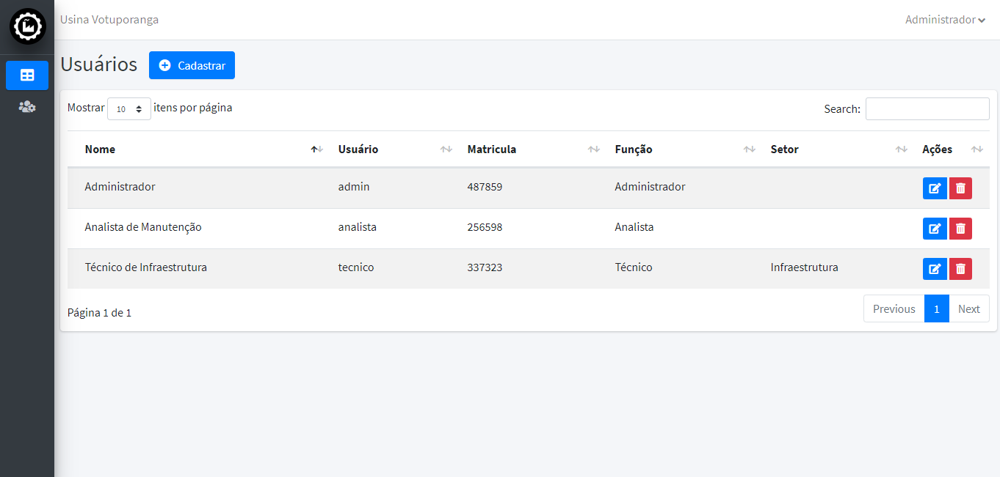 Usina Votuporanga Administrador
Usuários Cadastrar
Mostrar 10 itens por página Search:
Nome Usuário Matricula Função Setor Ações
Administrador admin 487859 Administrador
Analista de Manutenção analista 256598 Analista
Técnico de Infraestrutura tecnico 337323 Técnico Infraestrutura
Página 1 de 1 Previous 1 Next